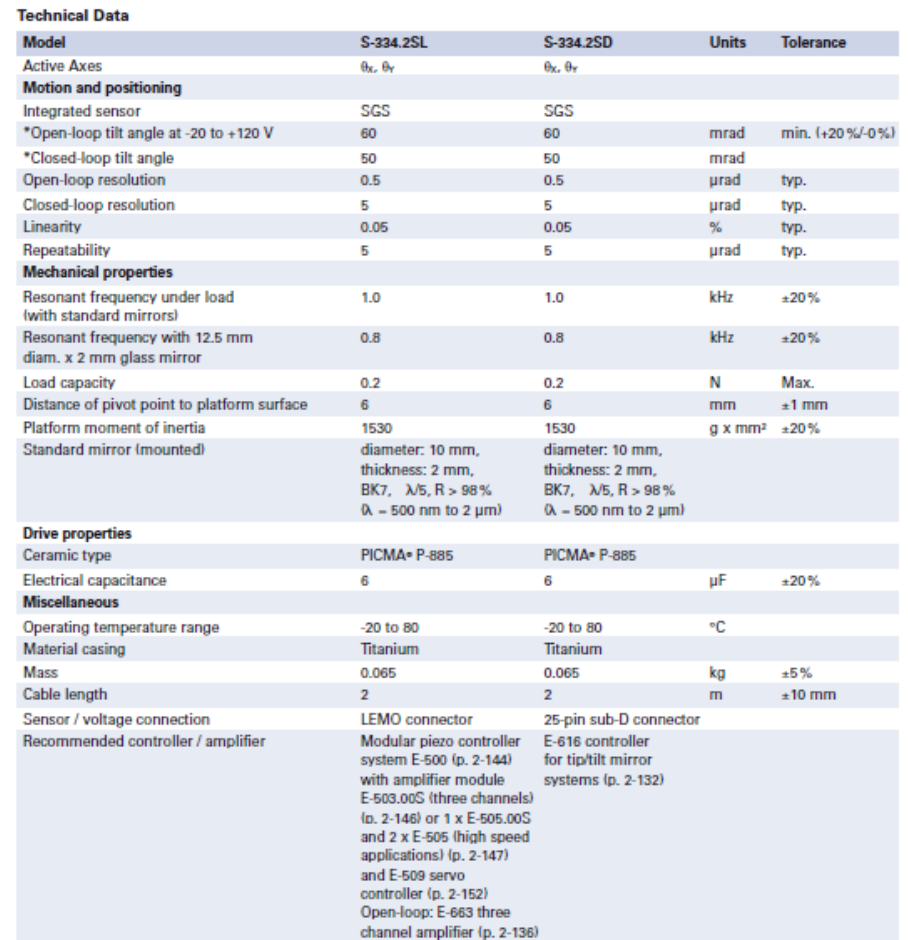 Technical Data
Model S-334.2SL S-334.2SD Units Tolerance
Active Axes θX, θY θX, θY
Motion and positioning
Integrated sensor SGS SGS
*Open-loop tilt angle at -20 to +120 V 60 60 mrad min. (+20 %/-0 %)
*Closed-loop tilt angle 50 50 mrad
Open-loop resolution 0.5 0.5 µrad typ.
Closed-loop resolution 5 5 µrad typ.
Linearity 0.05 0.05 % typ.
Repeatability 5 5 µrad typ.
Mechanical properties
Resonant frequency under load 1.0 1.0 kHz ±20 %
(with standard mirrors)
Resonant frequency with 12.5 mm 0.8 0.8 kHz ±20 %
diam. x 2 mm glass mirror
Load capacity 0.2 0.2 N Max.
Distance of pivot point to platform surface 6 6 mm ±1 mm
Platform moment of inertia 1530 1530 g x mm² ±20 %
Standard mirror (mounted) diameter: 10 mm, diameter: 10 mm,
thickness: 2 mm, thickness: 2 mm,
BK7, λ/5, R > 98 % BK7, λ/5, R > 98 %
(λ = 500 nm to 2 µm) (λ = 500 nm to 2 µm)
Drive properties
Ceramic type PICMA® P-885 PICMA® P-885
Electrical capacitance 6 6 µF ±20 %
Miscellaneous
Operating temperature range -20 to 80 -20 to 80 °C
Material casing Titanium Titanium
Mass 0.065 0.065 kg ±5 %
Cable length 2 2 m ±10 mm
Sensor / voltage connection LEMO connector 25-pin sub-D connector
Recommended controller / amplifier Modular piezo controller E-616 controller
system E-500 (p. 2-144) for tip/tilt mirror
with amplifier module systems (p. 2-132)
E-503.00S (three channels)
(p. 2-146) or 1 x E-505.00S
and 2 x E-505 (high speed
applications) (p. 2-147)
and E-509 servo
controller (p. 2-152)
Open-loop: E-663 three
channel amplifier (p. 2-136)